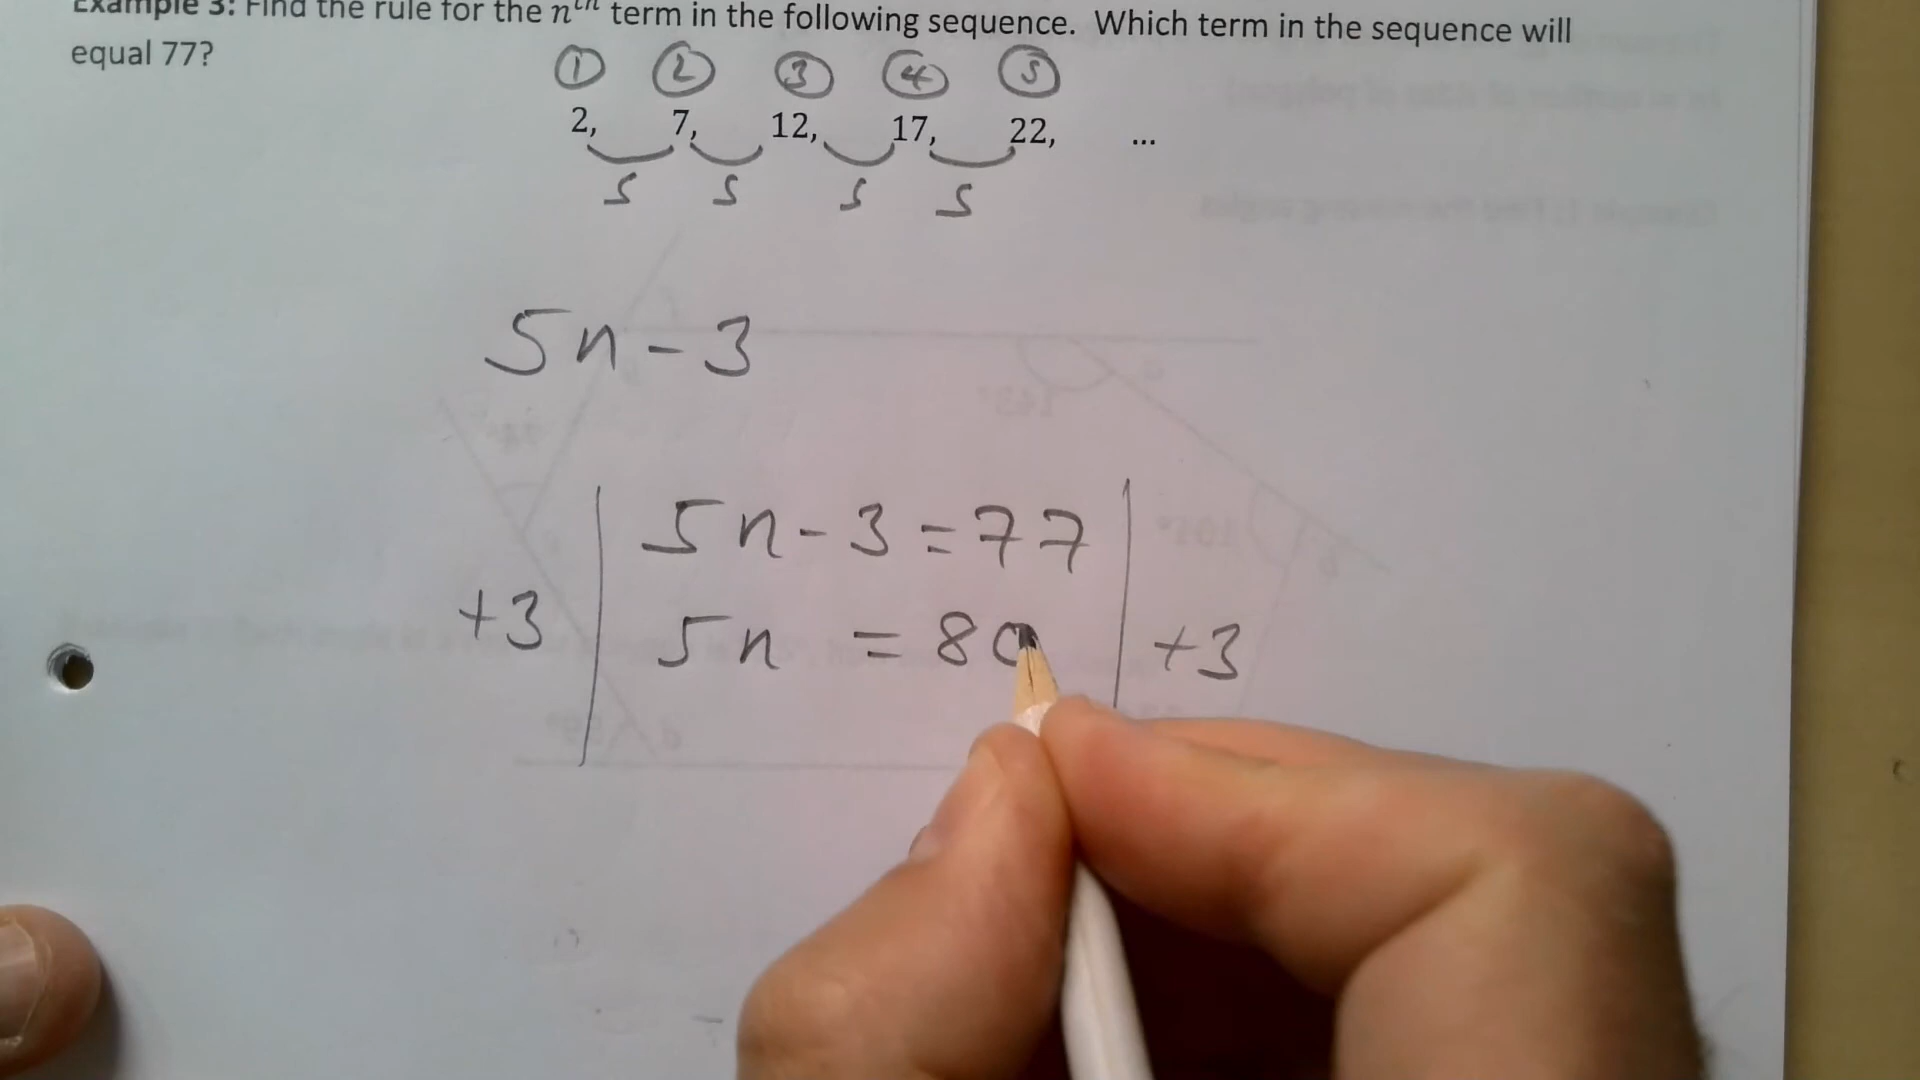 Example 3: Find the rule for the nth term in the following sequence. Which term in the sequence will
equal 77?
1 2 3 4 5
2, 7, 12, 17, 22, ...
5 5 5 5
5n - 3
5n - 3 = 77
+3 5n = 80 +3